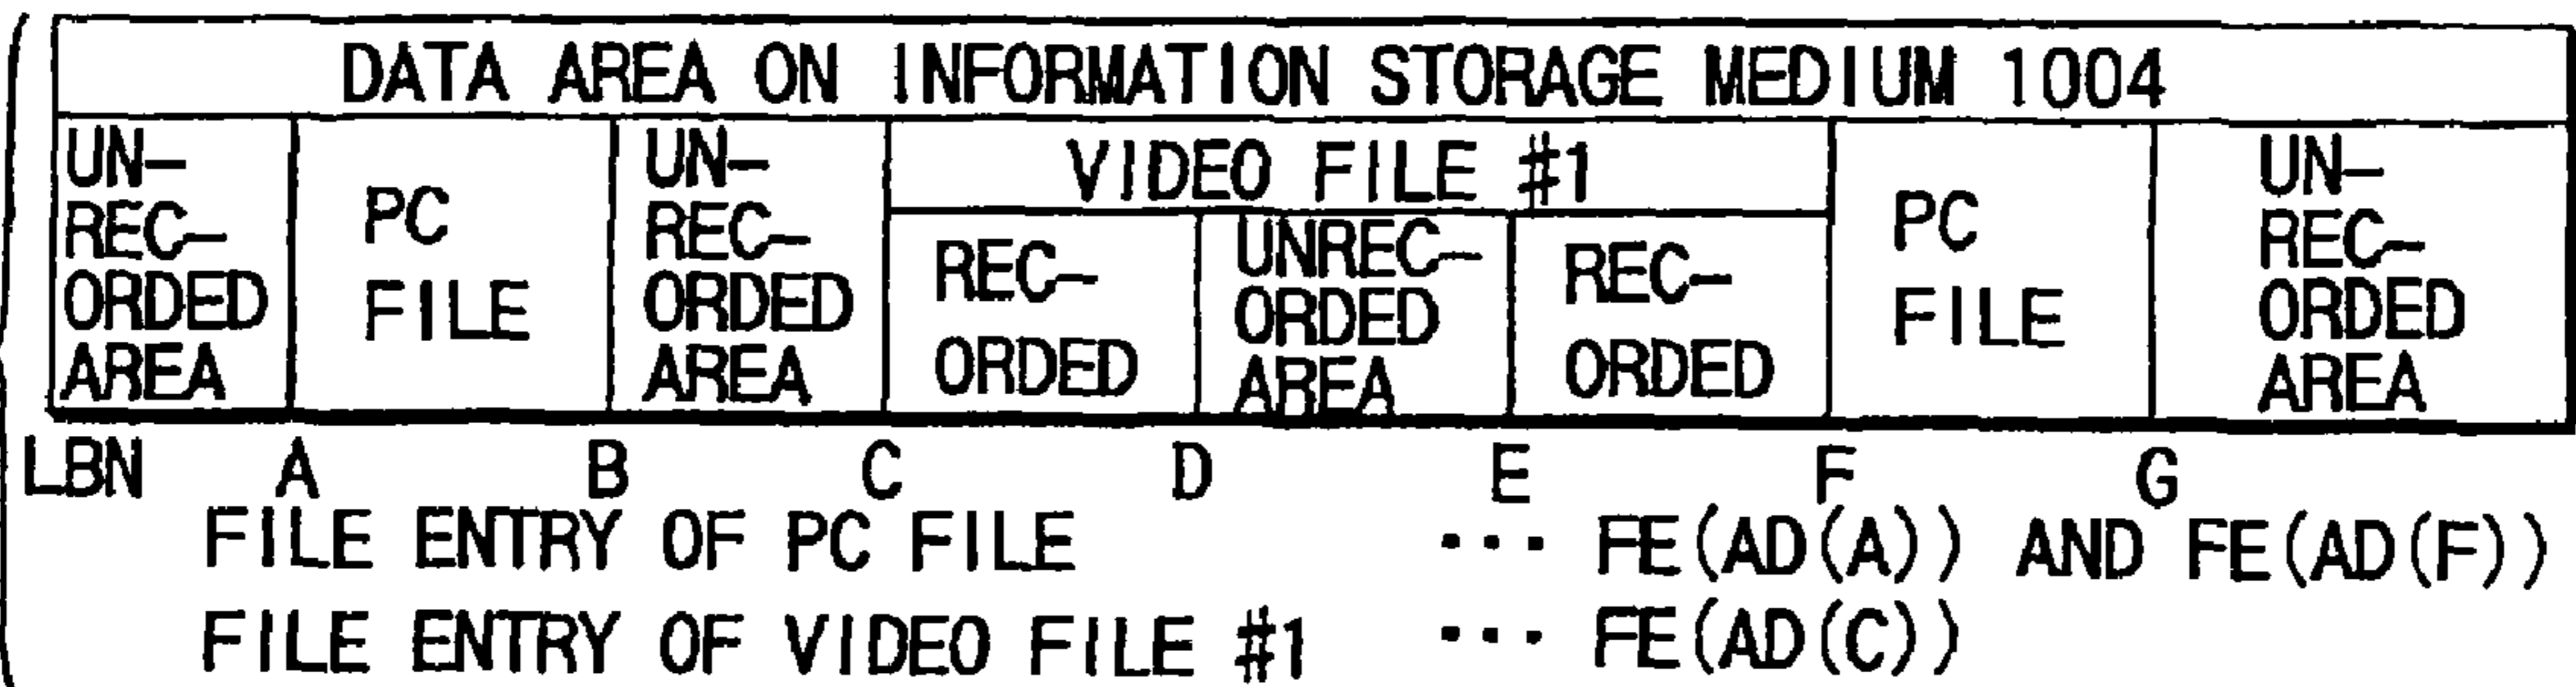 DATA AREA ON INFORMATION STORAGE MEDIUM 1004
UN-
REC-
ORDED
AREA
PC
FILE
UN-
REC-
ORDED
AREA
VIDEO FILE #1
REC-
ORDED
UNREC-
ORDED
AREA
REC-
ORDED
PC
FILE
UN-
REC-
ORDED
AREA
LBN A B C D E F G
FILE ENTRY OF PC FILE ··· FE(AD(A)) AND FE(AD(F))
FILE ENTRY OF VIDEO FILE #1 ··· FE(AD(C))